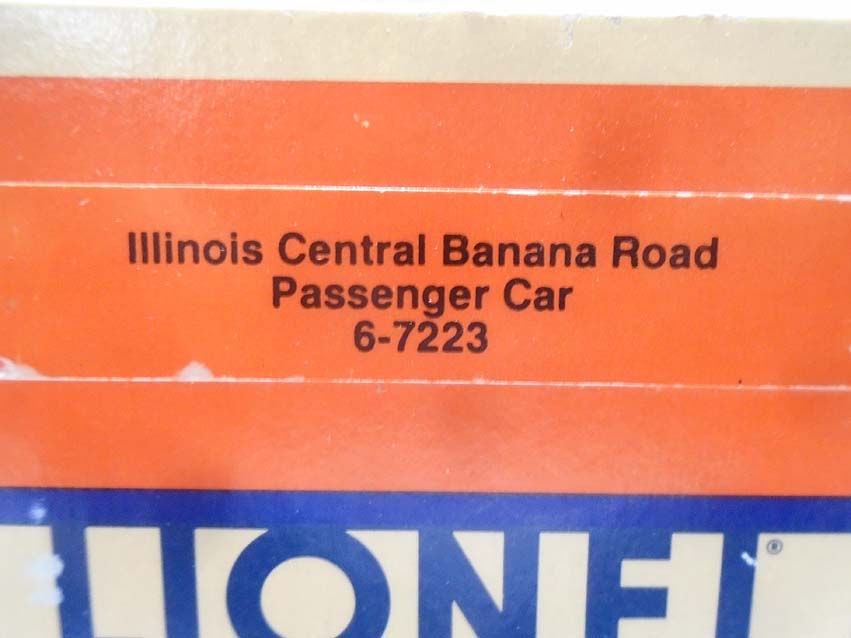 Illinois Central Banana Road
Passenger Car
6-7223
LIONEL®